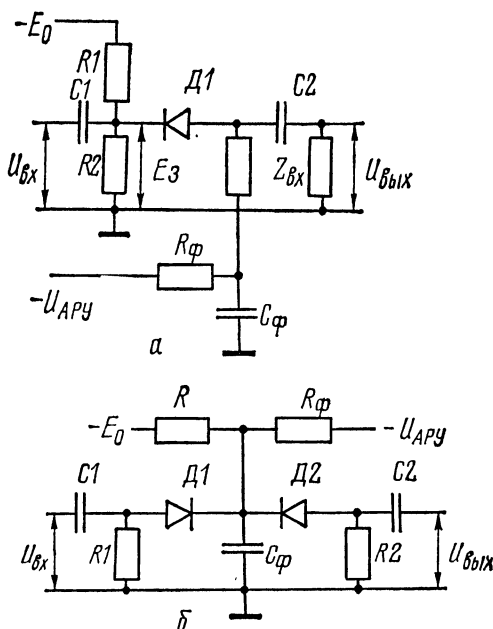 -E₀
R1
C1
Д1
C2
Uвх
R2
Eз
Zвх
Uвых
Rф
-UАРУ
Cф
а
R
Rф
-E₀
-UАРУ
C1
Д1
Д2
C2
Uвх
R1
Cф
R2
Uвых
б